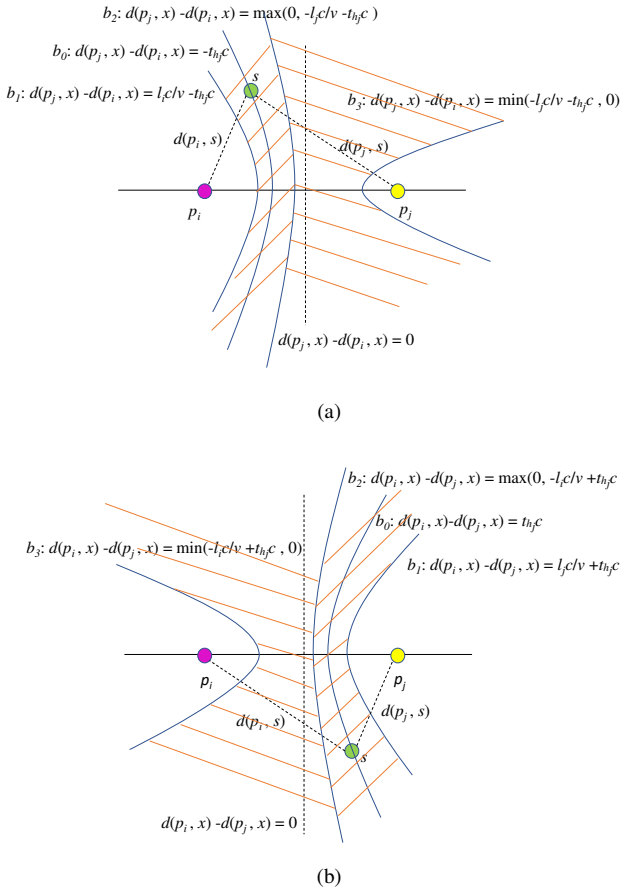 b₂: d(pⱼ, x) -d(pᵢ, x) = max(0, -lⱼc/v -tₕⱼc )
b₀: d(pⱼ, x) -d(pᵢ, x) = -tₕⱼc
b₁: d(pⱼ, x) -d(pᵢ, x) = lᵢc/v -tₕⱼc
s
b₃: d(pⱼ, x) -d(pᵢ, x) = min(-lⱼc/v -tₕⱼc , 0)
d(pᵢ, s)
d(pⱼ, s)
pᵢ
pⱼ
d(pⱼ, x) -d(pᵢ, x) = 0
(a)
b₂: d(pᵢ, x) -d(pⱼ, x) = max(0, -lᵢc/v +tₕⱼc
b₀: d(pᵢ, x)-d(pⱼ, x) = tₕⱼc
b₃: d(pᵢ, x) -d(pⱼ, x) = min(-lᵢc/v +tₕⱼc , 0)
b₁: d(pᵢ, x) -d(pⱼ, x) = lⱼc/v +tₕⱼc
pᵢ
pⱼ
d(pᵢ, s)
d(pⱼ, s)
s
d(pᵢ, x) -d(pⱼ, x) = 0
(b)